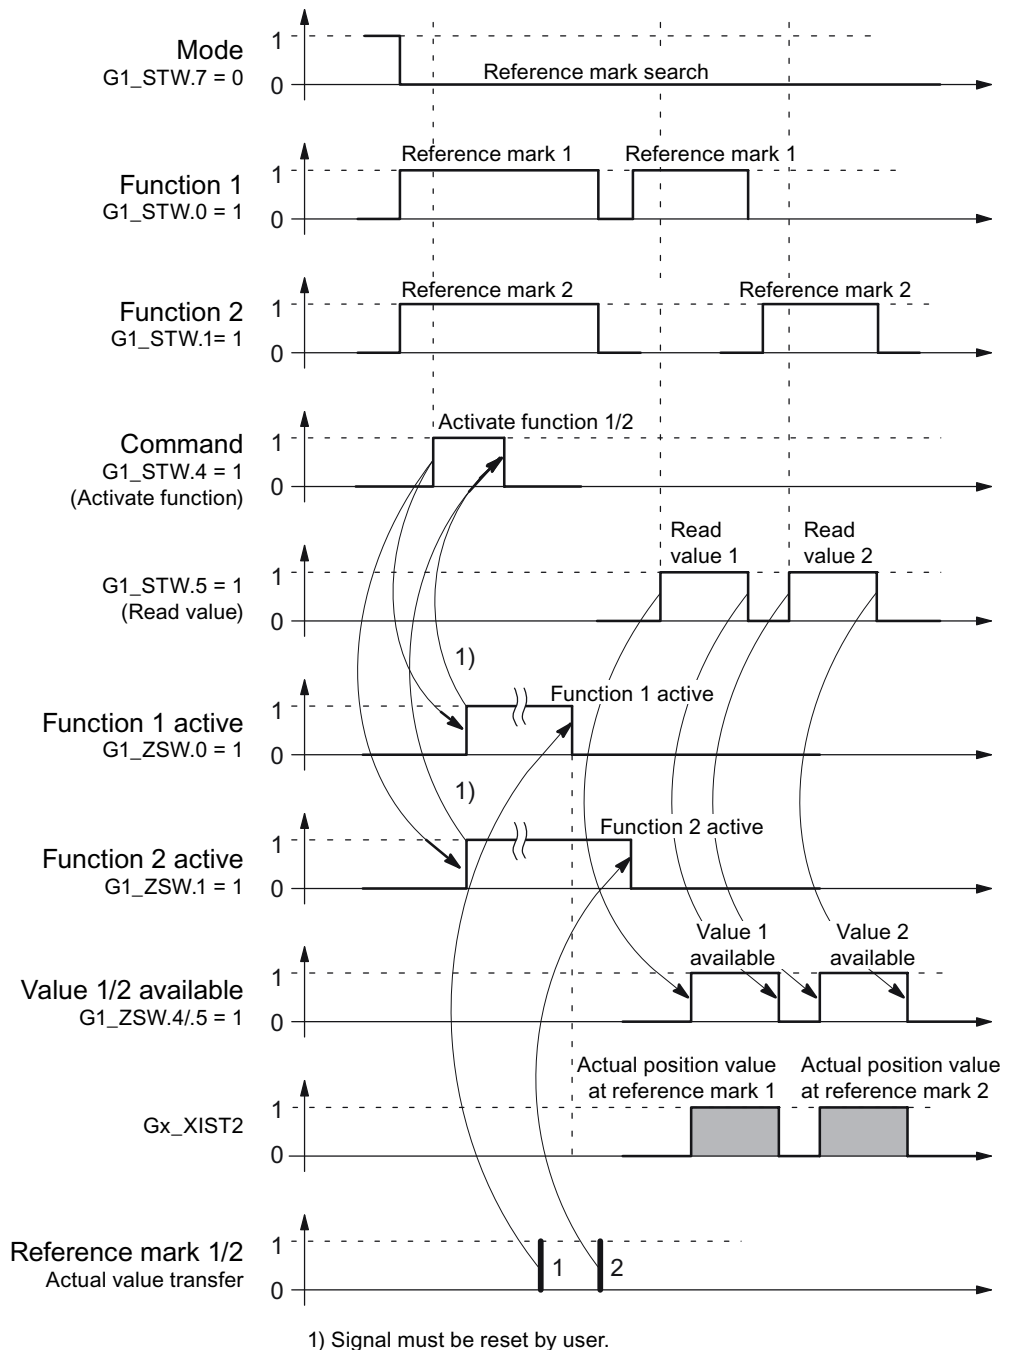 Mode
G1_STW.7 = 0
1
0
Reference mark search
Function 1
G1_STW.0 = 1
1
0
Reference mark 1
Reference mark 1
Function 2
G1_STW.1= 1
1
0
Reference mark 2
Reference mark 2
Command
G1_STW.4 = 1
(Activate function)
1
0
Activate function 1/2
G1_STW.5 = 1
(Read value)
1
0
Read
value 1
Read
value 2
1)
Function 1 active
G1_ZSW.0 = 1
1
0
Function 1 active
1)
Function 2 active
G1_ZSW.1 = 1
1
0
Function 2 active
Value 1/2 available
G1_ZSW.4/.5 = 1
1
0
Value 1
available
Value 2
available
Gx_XIST2
1
0
Actual position value
at reference mark 1
Actual position value
at reference mark 2
Reference mark 1/2
Actual value transfer
1
0
1
2
1) Signal must be reset by user.